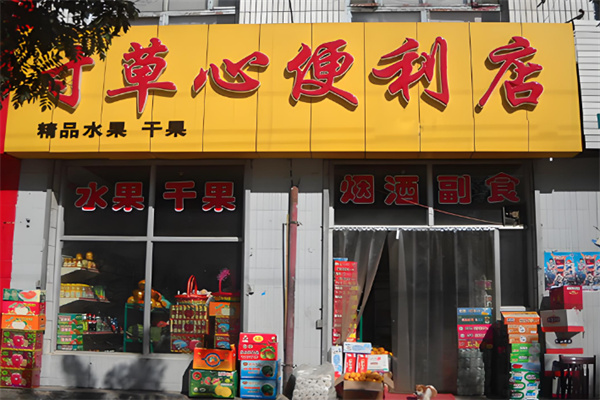 寸草心便利店
精品水果 干果
水果干果
烟酒副食